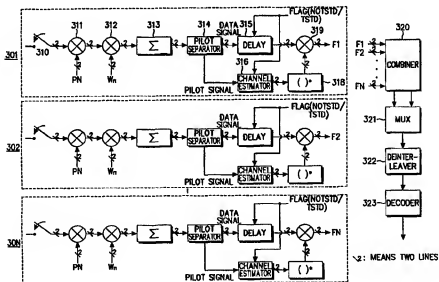 311 312 313 314 DATA SIGNAL 315 FLAG(NOTSTD/TSTD)
301 310 Σ PILOT SEPARATOR DELAY 319 F1
PN Wn 316 CHANNEL ESTIMATOR ( )* 318
PILOT SIGNAL
302 Σ PILOT SEPARATOR DATA SIGNAL DELAY FLAG(NOTSTD/TSTD) F2
PN Wn CHANNEL ESTIMATOR ( )*
PILOT SIGNAL
30N Σ PILOT SEPARATOR DATA SIGNAL DELAY FLAG(NOTSTD/TSTD) FN
PN Wn CHANNEL ESTIMATOR ( )*
PILOT SIGNAL
320
F1
F2
FN
COMBINER
321 MUX
322 DEINTER-
LEAVER
323 DECODER
2: MEANS TWO LINES